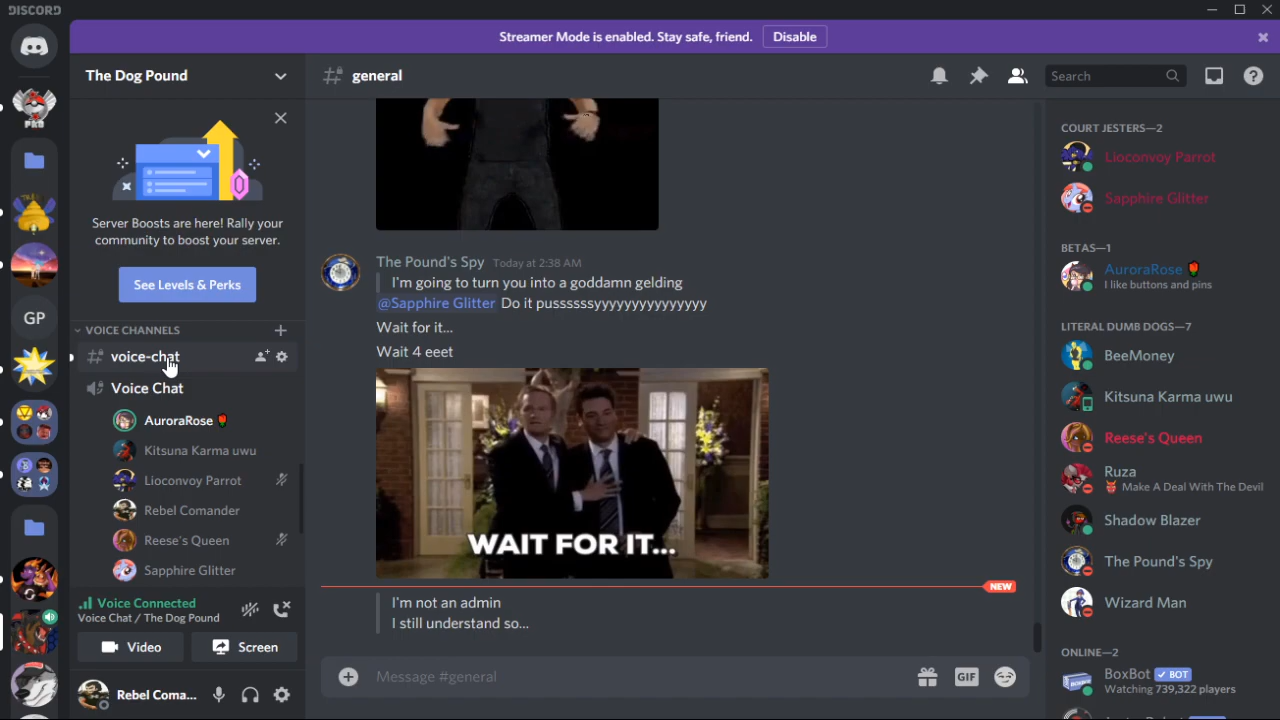 DISCORD
Streamer Mode is enabled. Stay safe, friend. Disable
The Dog Pound
general
Search
Server Boosts are here! Rally your
community to boost your server.
See Levels & Perks
VOICE CHANNELS
voice-chat
Voice Chat
AuroraRose
Kitsuna Karma uwu
Lioconvoy Parrot
Rebel Comander
Reese's Queen
Sapphire Glitter
Voice Connected
Voice Chat / The Dog Pound
Video
Screen
Rebel Coma...
GP
PRO
The Pound's Spy Today at 2:38 AM
I'm going to turn you into a goddamn gelding
@Sapphire Glitter Do it pussssssyyyyyyyyyyyyyyy
Wait for it...
Wait 4 eeet
WAIT FOR IT...
NEW
I'm not an admin
I still understand so...
Message #general
GIF
COURT JESTERS—2
Lioconvoy Parrot
Sapphire Glitter
BETAS—1
AuroraRose
I like buttons and pins
LITERAL DUMB DOGS—7
BeeMoney
Kitsuna Karma uwu
Reese's Queen
Ruza
Make A Deal With The Devil
Shadow Blazer
The Pound's Spy
Wizard Man
ONLINE—2
BoxBot BOT
Watching 739,322 players